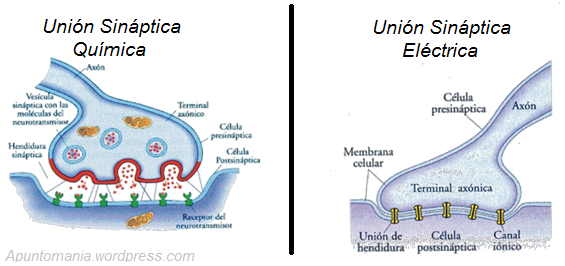 Unión Sináptica
Química
Axón
Vesícula
sináptica con las
moléculas del
neurotransmisor
Terminal
axónico
Célula
presináptica
Hendidura
sináptica
Célula
Postsináptica
Receptor del
neurotransmisor
Apuntomania.wordpress.com
Unión Sináptica
Eléctrica
Célula
presináptica
Axón
Membrana
celular
Terminal axónica
Unión de
hendidura
Célula
postsináptica
Canal
iónico